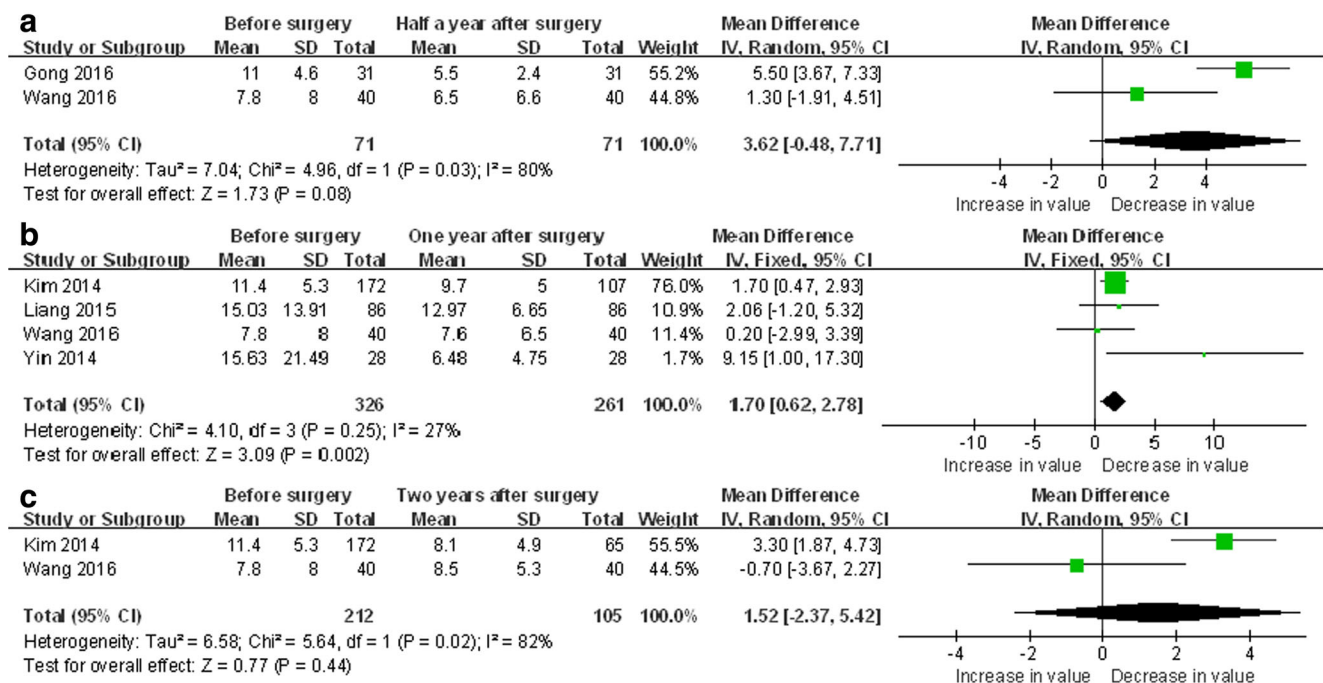 a
Before surgery Half a year after surgery Mean Difference Mean Difference
Study or Subgroup Mean SD Total Mean SD Total Weight IV, Random, 95% CI IV, Random, 95% CI
Gong 2016 11 4.6 31 5.5 2.4 31 55.2% 5.50 [3.67, 7.33]
Wang 2016 7.8 8 40 6.5 6.6 40 44.8% 1.30 [-1.91, 4.51]
Total (95% CI) 71 71 100.0% 3.62 [-0.48, 7.71]
Heterogeneity: Tau² = 7.04; Chi² = 4.96, df = 1 (P = 0.03); I² = 80%
Test for overall effect: Z = 1.73 (P = 0.08)
-4 -2 0 2 4
Increase in value Decrease in value
b
Before surgery One year after surgery Mean Difference Mean Difference
Study or Subgroup Mean SD Total Mean SD Total Weight IV, Fixed, 95% CI IV, Fixed, 95% CI
Kim 2014 11.4 5.3 172 9.7 5 107 76.0% 1.70 [0.47, 2.93]
Liang 2015 15.03 13.91 86 12.97 6.65 86 10.9% 2.06 [-1.20, 5.32]
Wang 2016 7.8 8 40 7.6 6.5 40 11.4% 0.20 [-2.99, 3.39]
Yin 2014 15.63 21.49 28 6.48 4.75 28 1.7% 9.15 [1.00, 17.30]
Total (95% CI) 326 261 100.0% 1.70 [0.62, 2.78]
Heterogeneity: Chi² = 4.10, df = 3 (P = 0.25); I² = 27%
Test for overall effect: Z = 3.09 (P = 0.002)
-10 -5 0 5 10
Increase in value Decrease in value
c
Before surgery Two years after surgery Mean Difference Mean Difference
Study or Subgroup Mean SD Total Mean SD Total Weight IV, Random, 95% CI IV, Random, 95% CI
Kim 2014 11.4 5.3 172 8.1 4.9 65 55.5% 3.30 [1.87, 4.73]
Wang 2016 7.8 8 40 8.5 5.3 40 44.5% -0.70 [-3.67, 2.27]
Total (95% CI) 212 105 100.0% 1.52 [-2.37, 5.42]
Heterogeneity: Tau² = 6.58; Chi² = 5.64, df = 1 (P = 0.02); I² = 82%
Test for overall effect: Z = 0.77 (P = 0.44)
-4 -2 0 2 4
Increase in value Decrease in value